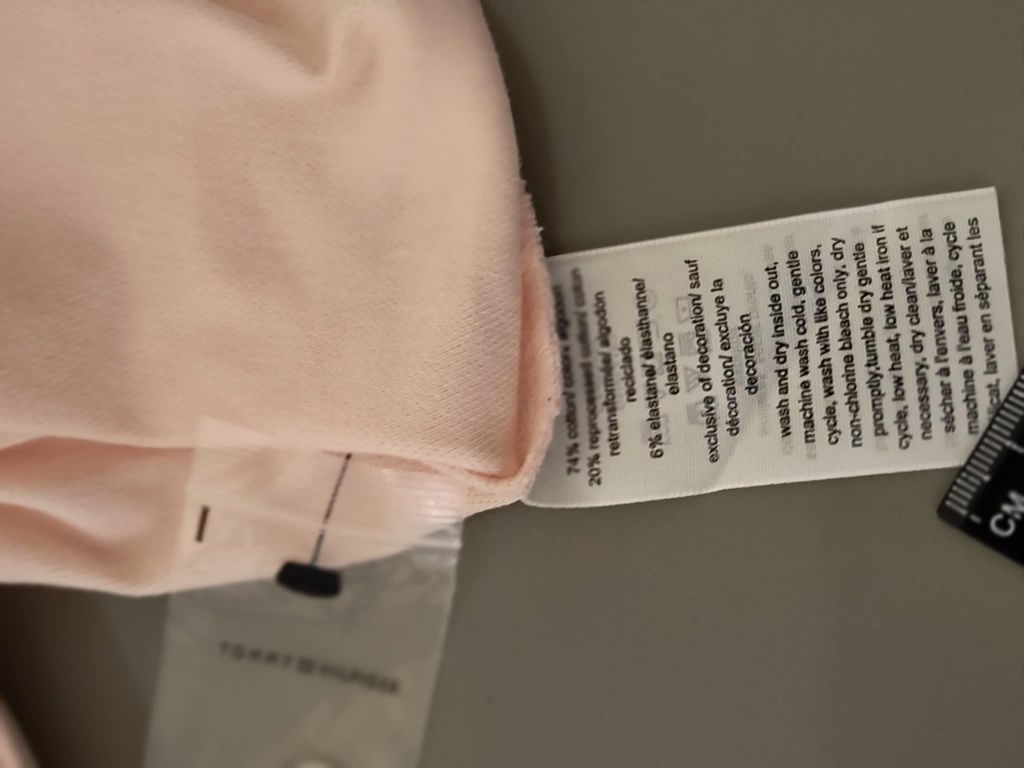 74% cotton/ coton/ algodón
20% reprocessed cotton/ coton
retransformée/ algodón
reciclado
6% elastane/ élasthanne/
elastano
exclusive of decoration/ sauf
décoration/ excluye la
decoración
wash and dry inside out,
machine wash cold, gentle
cycle, wash with like colors,
non-chlorine bleach only, dry
promptly,tumble dry gentle
cycle, low heat, low heat iron if
necessary, dry clean/laver et
sécher à l'envers, laver à la
machine à l'eau froide, cycle
laver en séparant les
TOMMY HILFIGER
CM